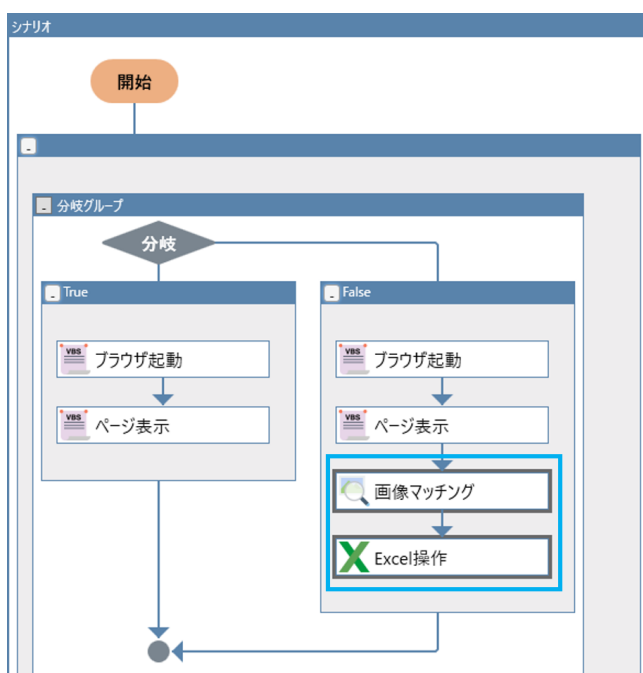 シナリオ
開始
分岐グループ
分岐
True
False
VBS ブラウザ起動
VBS ブラウザ起動
VBS ページ表示
VBS ページ表示
画像マッチング
Excel操作